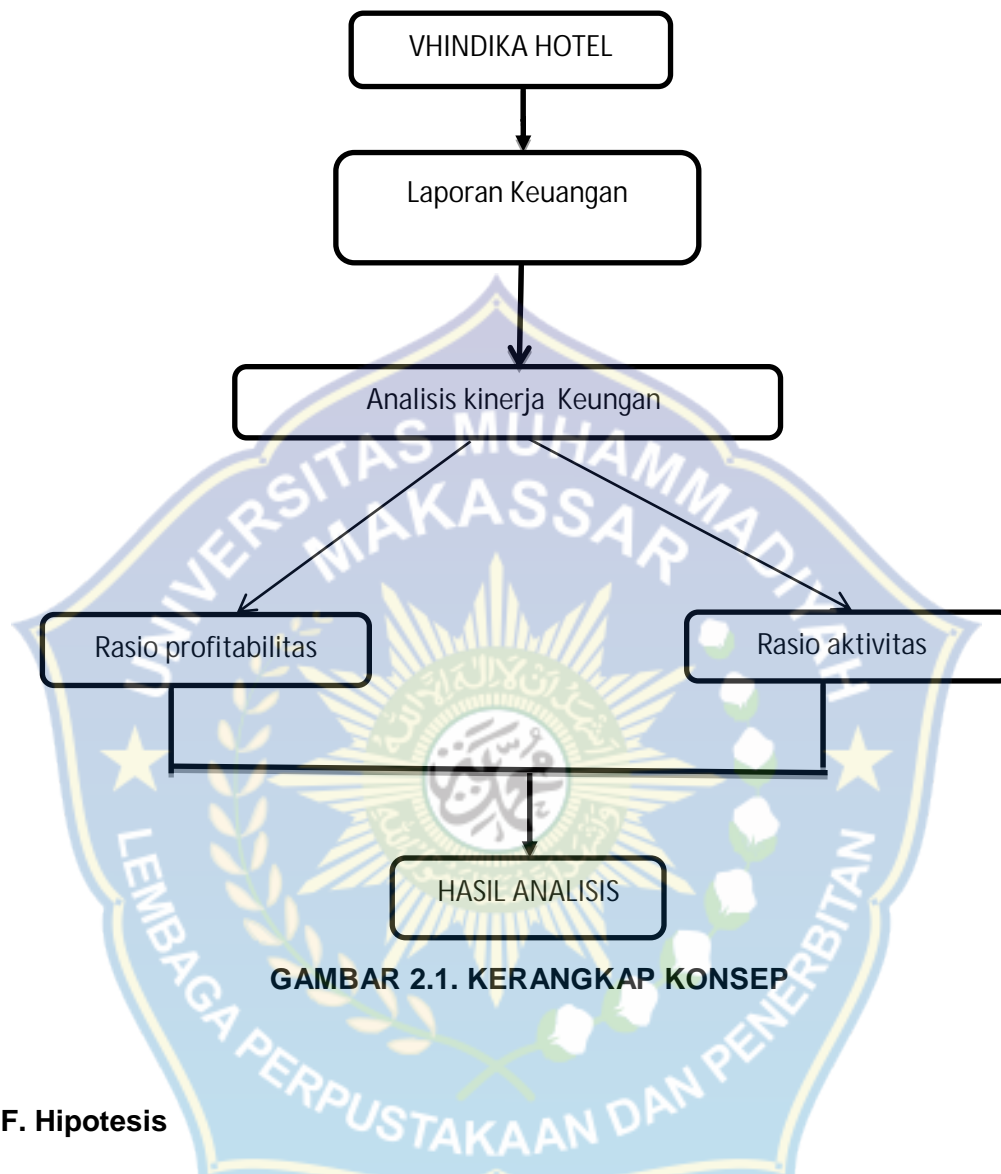 VHINDIKA HOTEL
Laporan Keuangan
Analisis kinerja Keungan
UNIVERSITAS MUHAMMADIYAH
MAKASSAR
Rasio profitabilitas
Rasio aktivitas
HASIL ANALISIS
GAMBAR 2.1. KERANGKAP KONSEP
LEMBAGA PERPUSTAKAAN DAN PENERBITAN
F. Hipotesis